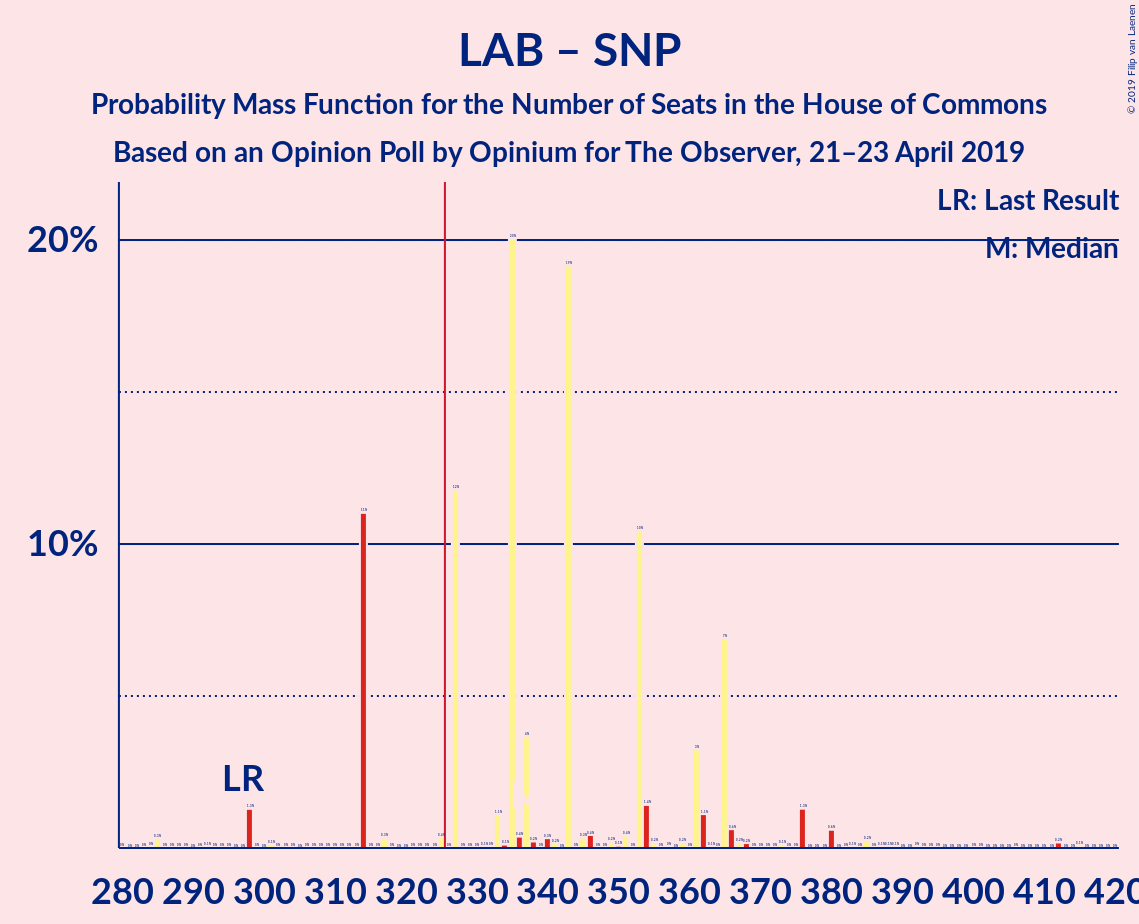 LAB – SNP
Probability Mass Function for the Number of Seats in the House of Commons
Based on an Opinion Poll by Opinium for The Observer, 21–23 April 2019
© 2019 Filip van Laenen
LR: Last Result
M: Median
20%
10%
LR
280 290 300 310 320 330 340 350 360 370 380 390 400 410 420